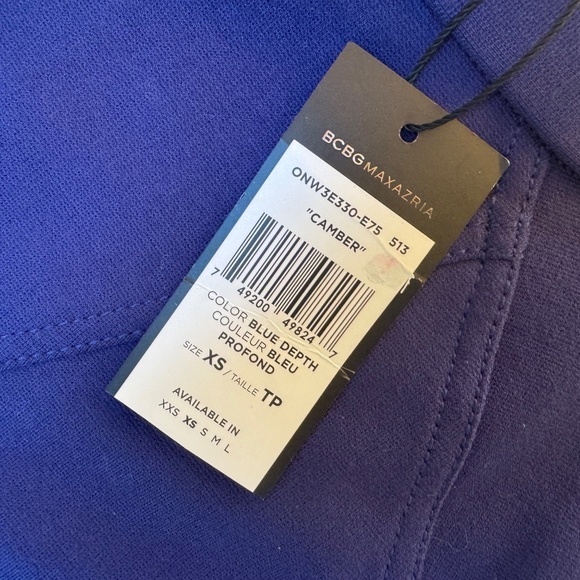 BCBGMAXAZRIA
ONW3E330-E75 513
"CAMBER"
7 49200 49824 7
COLOR BLUE DEPTH
COULEUR BLEU
PROFOND
SIZE XS / TAILLE TP
AVAILABLE IN
XXS XS S M L